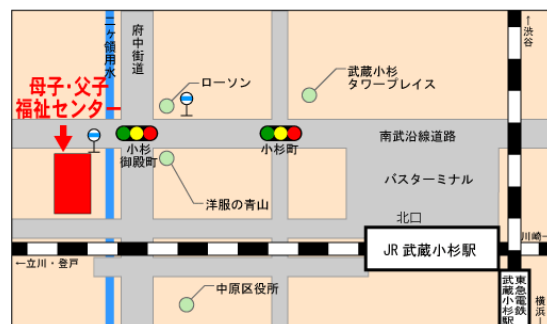 ↑渋谷
二ヶ領用水
府中街道
母子・父子
福祉センター
ローソン
武蔵小杉
タワープレイス
小杉
御殿町
小杉町
南武沿線道路
洋服の青山
バスターミナル
北口
JR 武蔵小杉駅
川崎→
←立川・登戸
中原区役所
東急電鉄
武蔵小杉駅
横浜↓